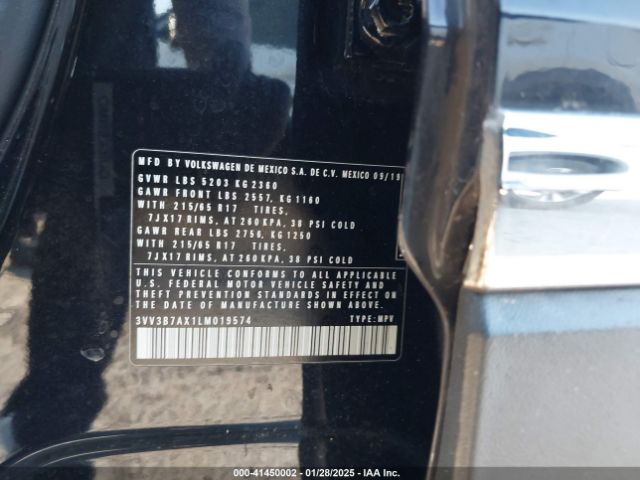 MFD BY VOLKSWAGEN DE MEXICO S.A. DE C.V. MEXICO 09/19
GVWR LBS 5203 KG 2360
GAWR FRONT LBS 2557, KG 1160
WITH 215/65 R17 TIRES,
7JX17 RIMS, AT 260 KPA, 38 PSI COLD
GAWR REAR LBS 2756, KG 1250
WITH 215/65 R17 TIRES,
7JX17 RIMS, AT 260 KPA, 38 PSI COLD
THIS VEHICLE CONFORMS TO ALL APPLICABLE
U.S. FEDERAL MOTOR VEHICLE SAFETY AND
THEFT PREVENTION STANDARDS IN EFFECT ON
THE DATE OF MANUFACTURE SHOWN ABOVE.
3VV3B7AX1LM019574 TYPE: MPV
000-41450002 - 01/28/2025 - IAA Inc.